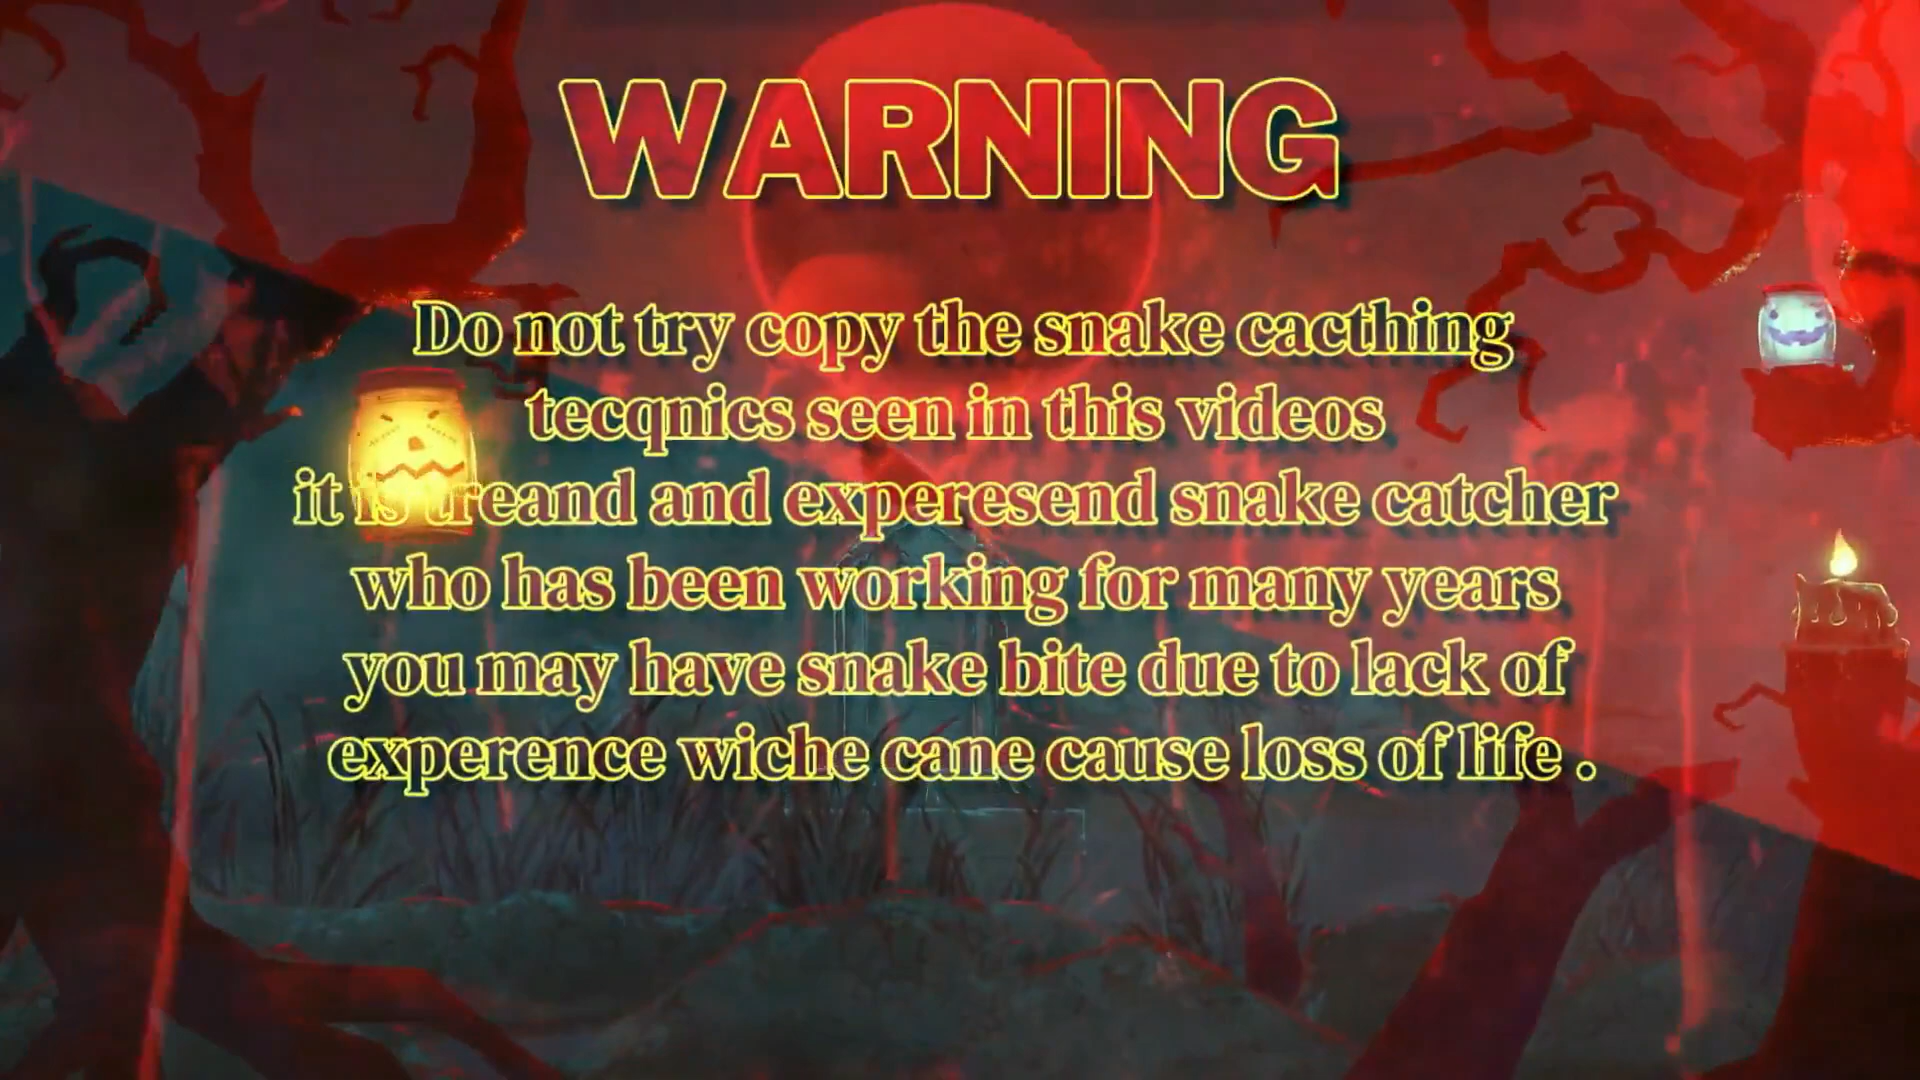 WARNING
Do not try copy the snake cacthing
tecqnics seen in this videos
it is treand and experesend snake catcher
who has been working for many years
you may have snake bite due to lack of
experence wiche cane cause loss of life .